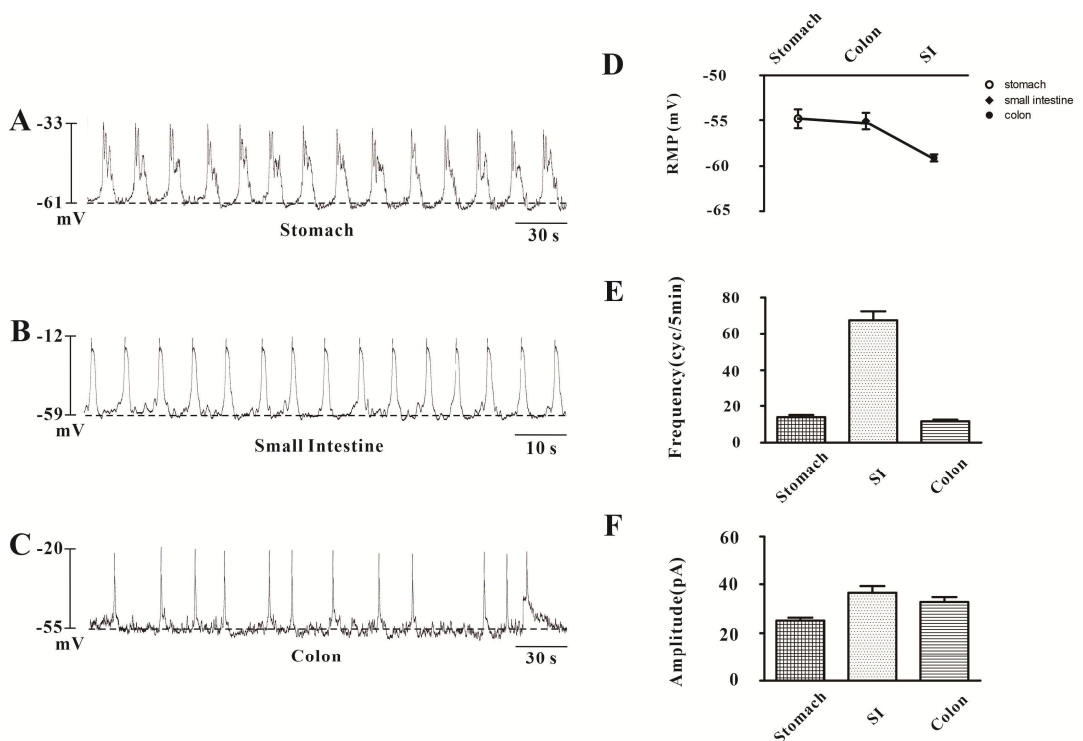 A
-33
-61
mV
Stomach
30 s
B
-12
-59
mV
Small Intestine
10 s
C
-20
-55
mV
Colon
30 s
D
Stomach
Colon
SI
-50
-55
-60
-65
RMP (mV)
stomach
small intestine
colon
E
80
60
40
20
0
Frequency(cyc/5min)
Stomach
SI
Colon
F
60
40
20
0
Amplitude(pA)
Stomach
SI
Colon